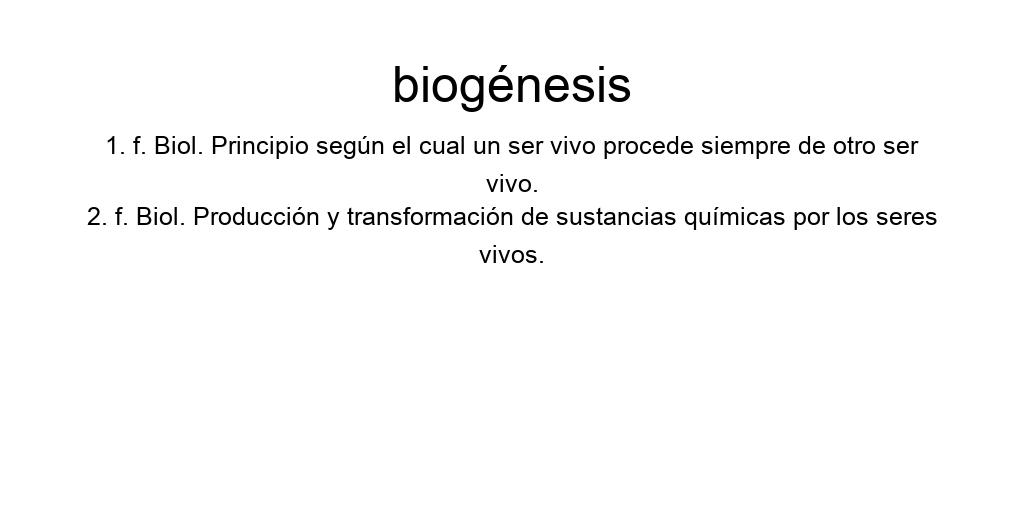 biogénesis
1. f. Biol. Principio según el cual un ser vivo procede siempre de otro ser
vivo.
2. f. Biol. Producción y transformación de sustancias químicas por los seres
vivos.